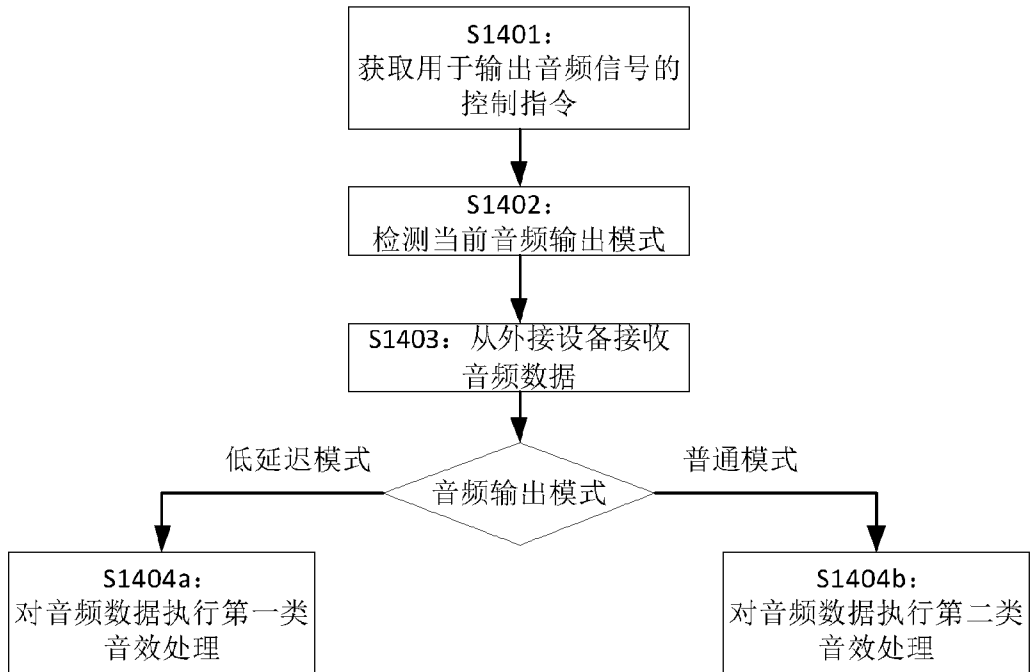 S1401：
获取用于输出音频信号的
控制指令
S1402：
检测当前音频输出模式
S1403：从外接设备接收
音频数据
低延迟模式
普通模式
音频输出模式
S1404a：
对音频数据执行第一类
音效处理
S1404b：
对音频数据执行第二类
音效处理